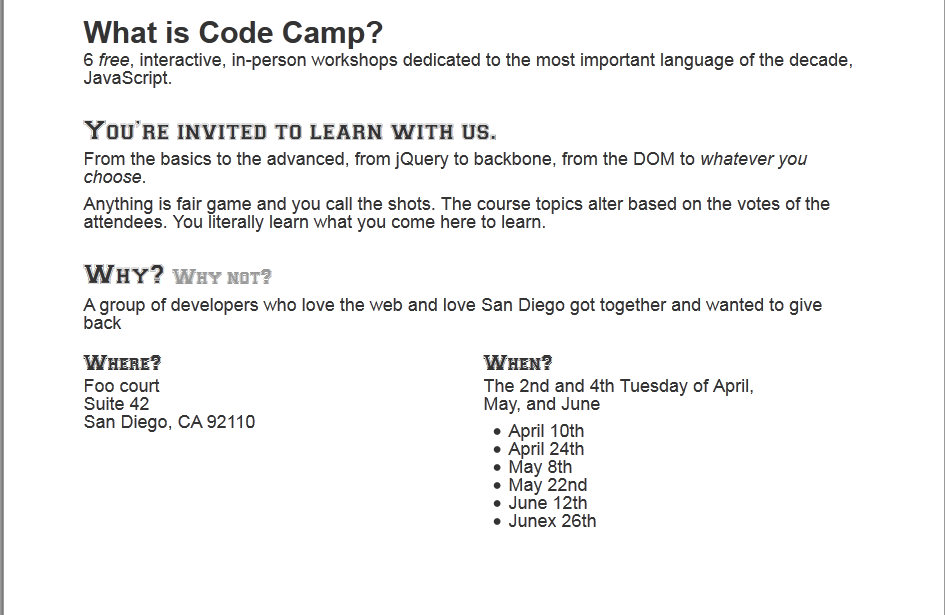 What is Code Camp?
6 free, interactive, in-person workshops dedicated to the most important language of the decade,
JavaScript.
You're invited to learn with us.
From the basics to the advanced, from jQuery to backbone, from the DOM to whatever you
choose.
Anything is fair game and you call the shots. The course topics alter based on the votes of the
attendees. You literally learn what you come here to learn.
Why? Why not?
A group of developers who love the web and love San Diego got together and wanted to give
back
Where?
Foo court
Suite 42
San Diego, CA 92110
When?
The 2nd and 4th Tuesday of April,
May, and June
• April 10th
• April 24th
• May 8th
• May 22nd
• June 12th
• Junex 26th